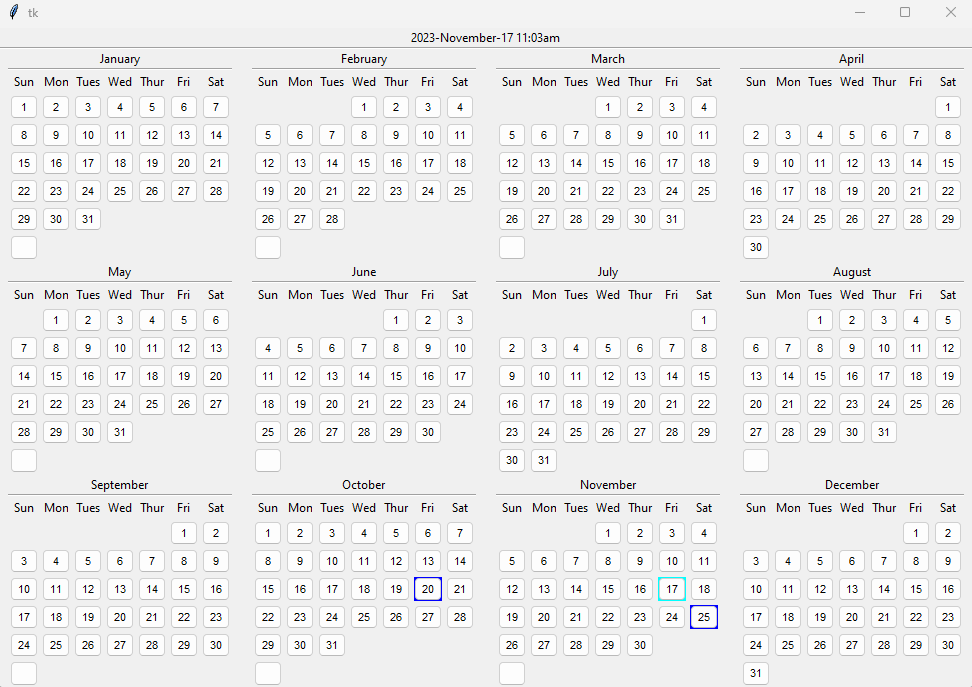 tk
2023-November-17 11:03am
January February March April
Sun Mon Tues Wed Thur Fri Sat Sun Mon Tues Wed Thur Fri Sat Sun Mon Tues Wed Thur Fri Sat Sun Mon Tues Wed Thur Fri Sat
1 2 3 4 5 6 7 1 2 3 4 1 2 3 4 1
8 9 10 11 12 13 14 5 6 7 8 9 10 11 5 6 7 8 9 10 11 2 3 4 5 6 7 8
15 16 17 18 19 20 21 12 13 14 15 16 17 18 12 13 14 15 16 17 18 9 10 11 12 13 14 15
22 23 24 25 26 27 28 19 20 21 22 23 24 25 19 20 21 22 23 24 25 16 17 18 19 20 21 22
29 30 31 26 27 28 26 27 28 29 30 31 23 24 25 26 27 28 29
30
May June July August
Sun Mon Tues Wed Thur Fri Sat Sun Mon Tues Wed Thur Fri Sat Sun Mon Tues Wed Thur Fri Sat Sun Mon Tues Wed Thur Fri Sat
1 2 3 4 5 6 1 2 3 1 1 2 3 4 5
7 8 9 10 11 12 13 4 5 6 7 8 9 10 2 3 4 5 6 7 8 6 7 8 9 10 11 12
14 15 16 17 18 19 20 11 12 13 14 15 16 17 9 10 11 12 13 14 15 13 14 15 16 17 18 19
21 22 23 24 25 26 27 18 19 20 21 22 23 24 16 17 18 19 20 21 22 20 21 22 23 24 25 26
28 29 30 31 25 26 27 28 29 30 23 24 25 26 27 28 29 27 28 29 30 31
30 31
September October November December
Sun Mon Tues Wed Thur Fri Sat Sun Mon Tues Wed Thur Fri Sat Sun Mon Tues Wed Thur Fri Sat Sun Mon Tues Wed Thur Fri Sat
1 2 1 2 3 4 5 6 7 1 2 3 4 1 2
3 4 5 6 7 8 9 8 9 10 11 12 13 14 5 6 7 8 9 10 11 3 4 5 6 7 8 9
10 11 12 13 14 15 16 15 16 17 18 19 20 21 12 13 14 15 16 17 18 10 11 12 13 14 15 16
17 18 19 20 21 22 23 22 23 24 25 26 27 28 19 20 21 22 23 24 25 17 18 19 20 21 22 23
24 25 26 27 28 29 30 29 30 31 26 27 28 29 30 24 25 26 27 28 29 30
31